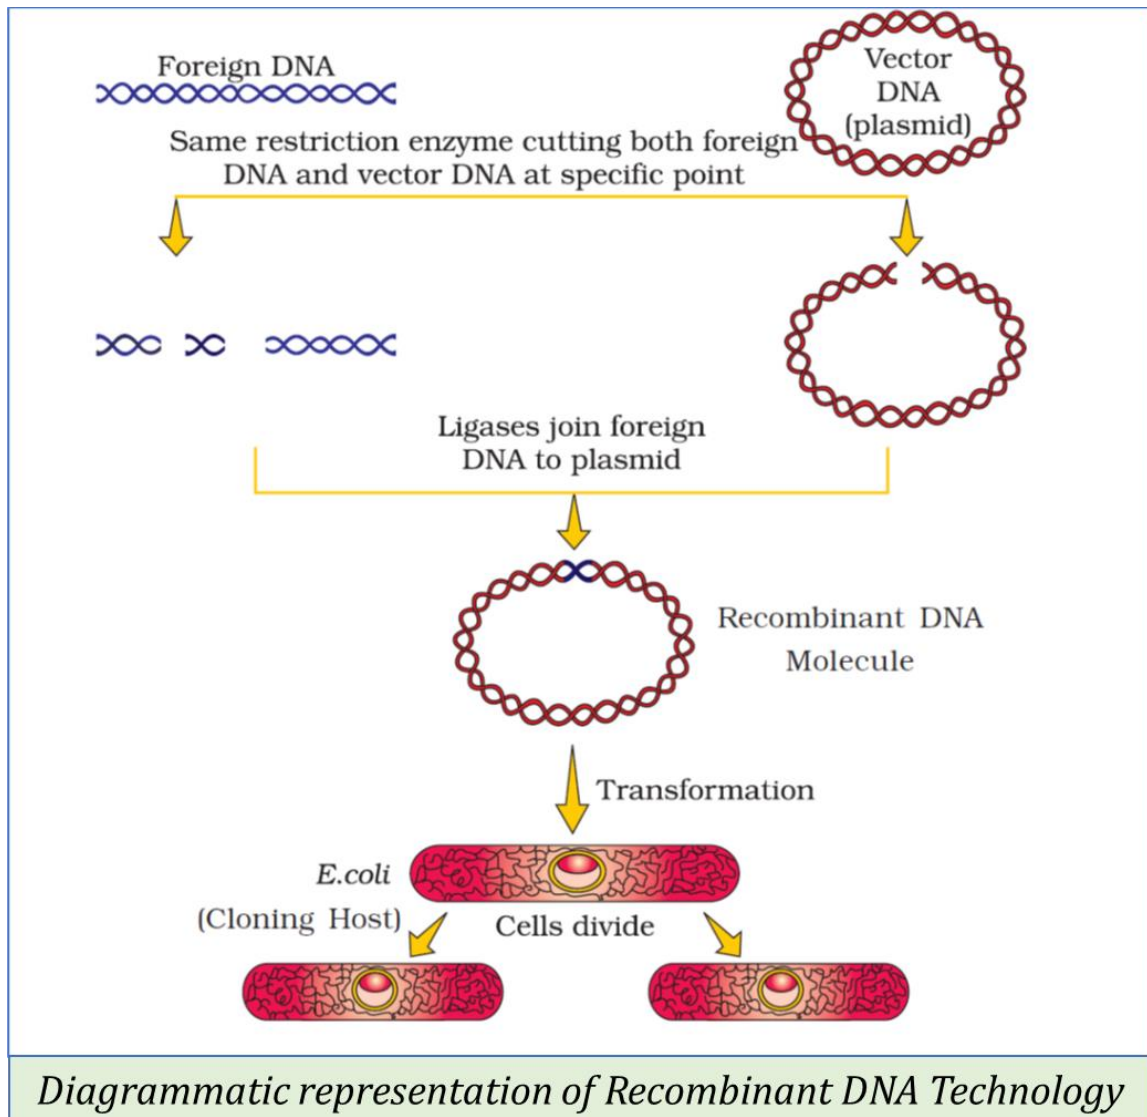 Foreign DNA
Vector
DNA
(plasmid)
Same restriction enzyme cutting both foreign
DNA and vector DNA at specific point
Ligases join foreign
DNA to plasmid
Recombinant DNA
Molecule
Transformation
E.coli
(Cloning Host)
Cells divide
Diagrammatic representation of Recombinant DNA Technology